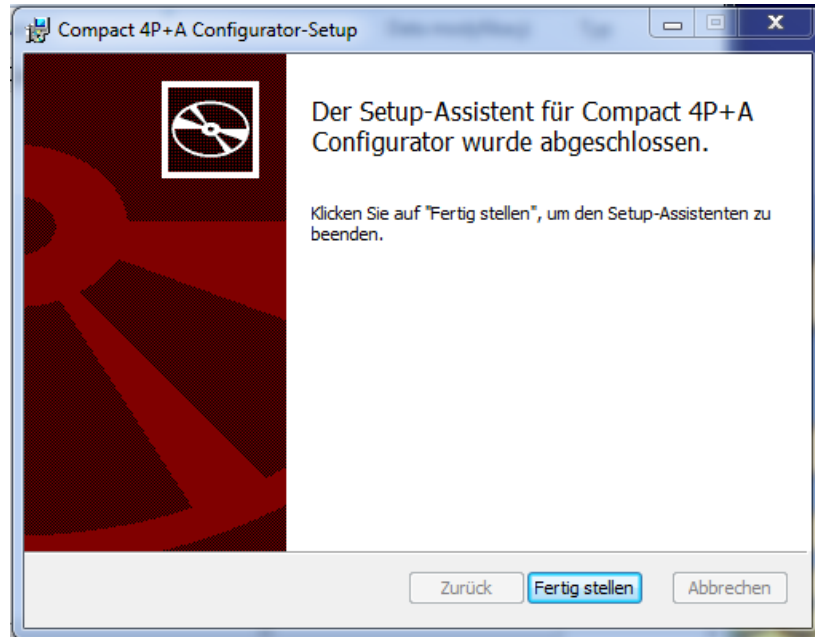 Compact 4P+A Configurator-Setup
Der Setup-Assistent für Compact 4P+A
Configurator wurde abgeschlossen.
Klicken Sie auf "Fertig stellen", um den Setup-Assistenten zu
beenden.
Zurück Fertig stellen Abbrechen